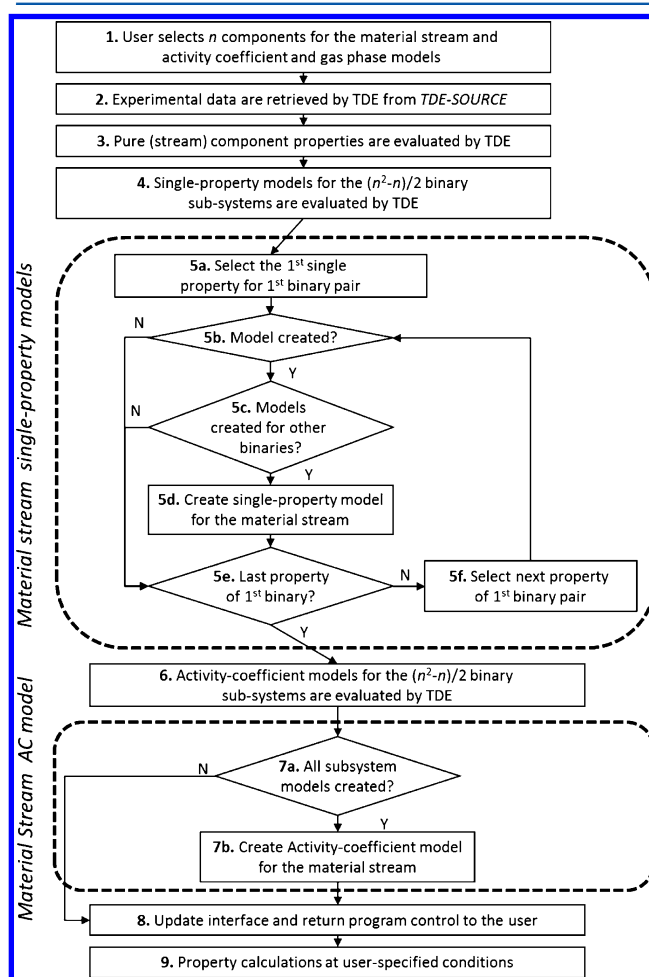 1. User selects n components for the material stream and
activity coefficient and gas phase models
2. Experimental data are retrieved by TDE from TDE-SOURCE
3. Pure (stream) component properties are evaluated by TDE
4. Single-property models for the (n²-n)/2 binary
sub-systems are evaluated by TDE
Material stream single-property models
5a. Select the 1st single
property for 1st binary pair
N
5b. Model created?
Y
N
5c. Models
created for other
binaries?
Y
5d. Create single-property model
for the material stream
5e. Last property
of 1st binary?
N
5f. Select next property
of 1st binary pair
Y
6. Activity-coefficient models for the (n²-n)/2 binary
sub-systems are evaluated by TDE
Material Stream AC model
N
7a. All subsystem
models created?
Y
7b. Create Activity-coefficient model
for the material stream
8. Update interface and return program control to the user
9. Property calculations at user-specified conditions